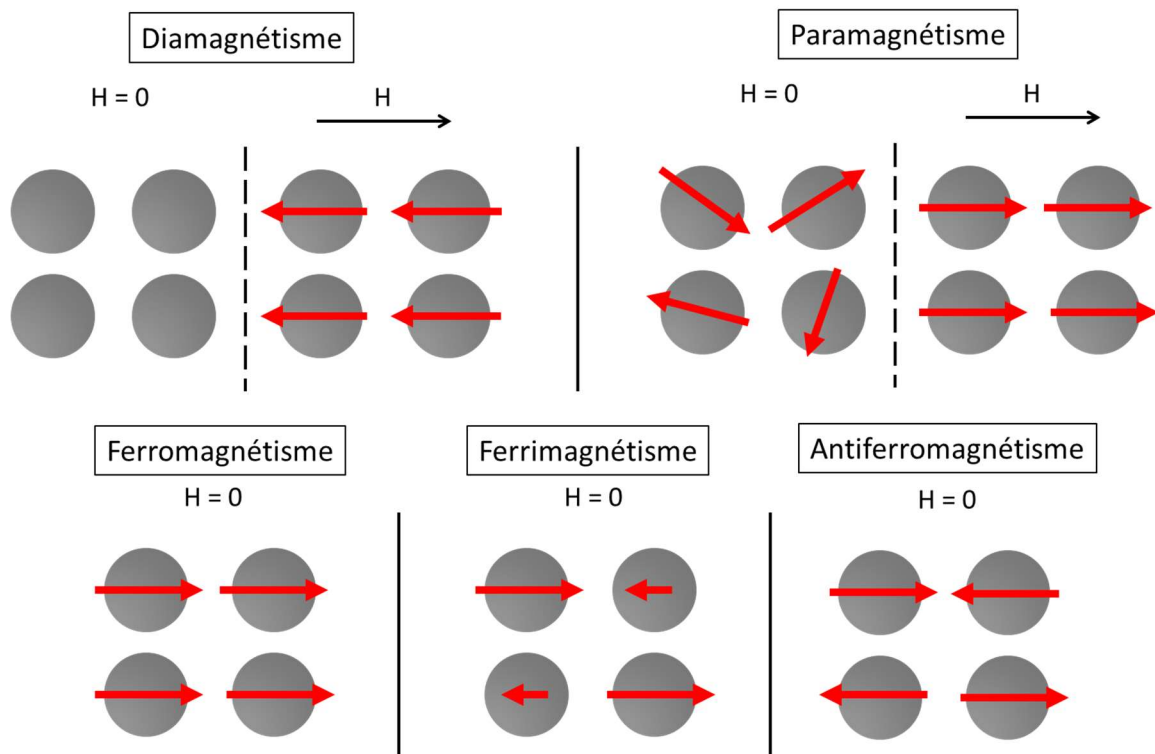 Diamagnétisme
Paramagnétisme
H = 0
H
H = 0
H
Ferromagnétisme
Ferrimagnétisme
Antiferromagnétisme
H = 0
H = 0
H = 0